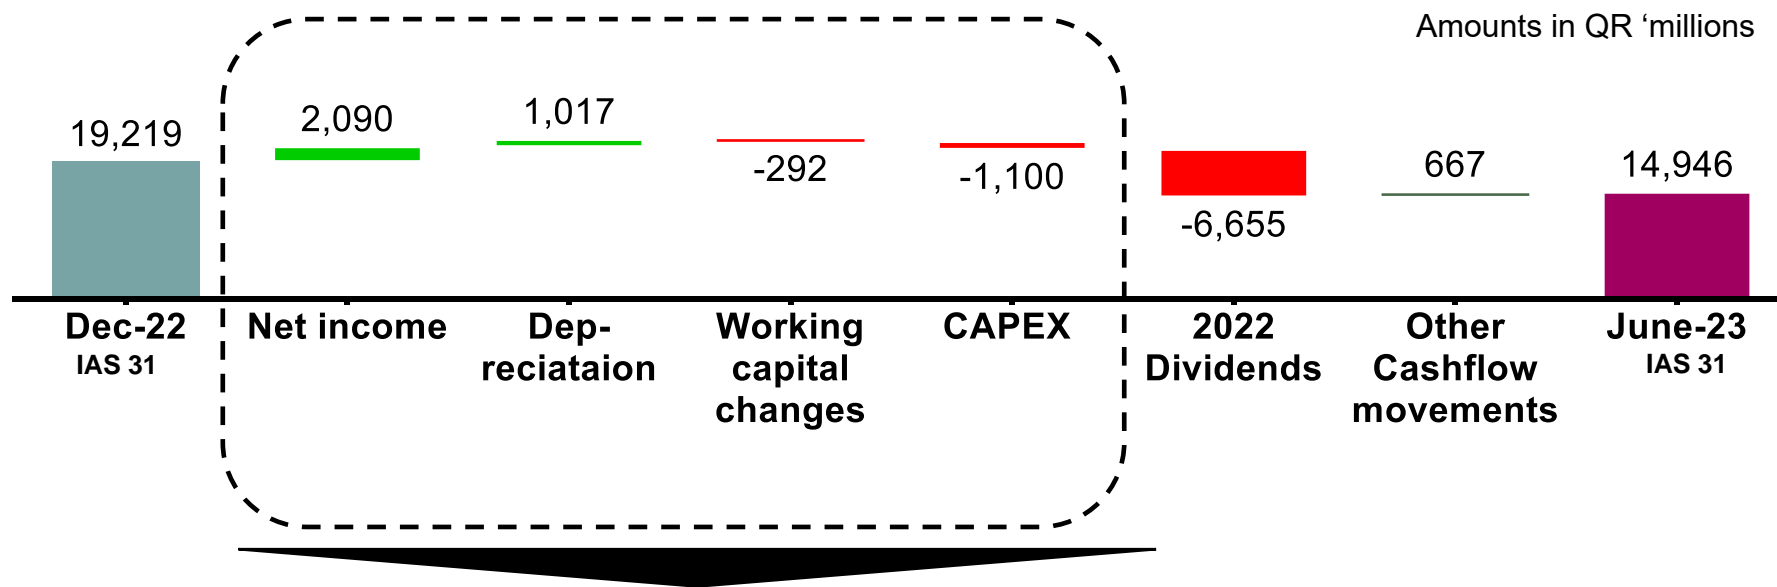 Amounts in QR ‘millions
19,219
2,090
1,017
-292
-1,100
-6,655
667
14,946
Dec-22
IAS 31
Net income
Dep-
reciataion
Working
capital
changes
CAPEX
2022
Dividends
Other
Cashflow
movements
June-23
IAS 31